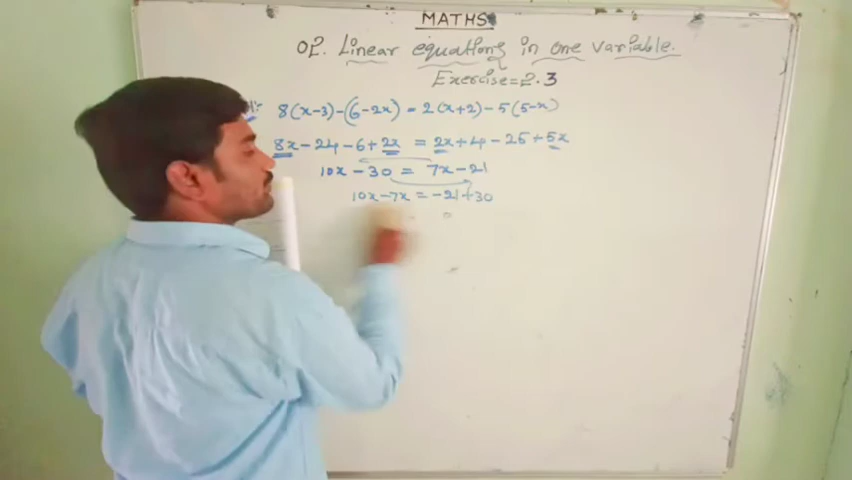 MATHS
02. Linear equations in one variable.
Exercise=2.3
8(x-3)-(6-2x) = 2(x+2)-5(5-x)
8x-24-6+2x = 2x+4-25+5x
10x-30 = 7x-21
10x-7x = -21+30